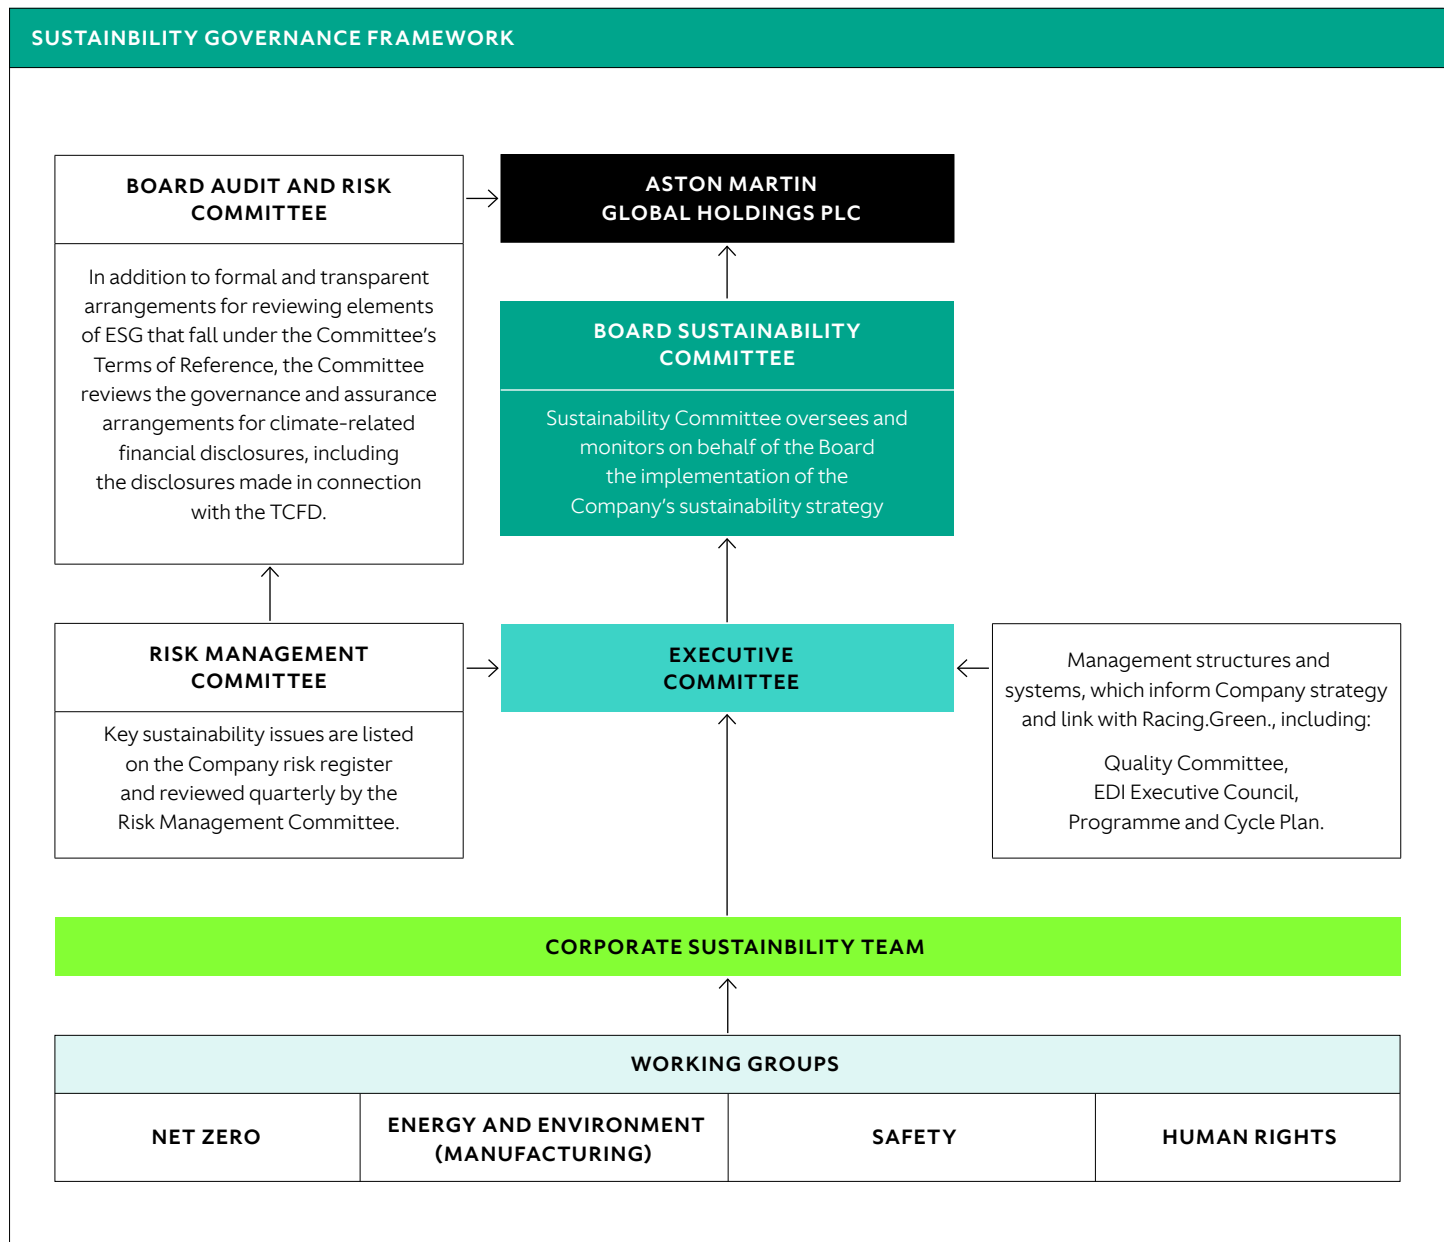 SUSTAINBILITY GOVERNANCE FRAMEWORK
BOARD AUDIT AND RISK
COMMITTEE
In addition to formal and transparent
arrangements for reviewing elements
of ESG that fall under the Committee’s
Terms of Reference, the Committee
reviews the governance and assurance
arrangements for climate-related
financial disclosures, including
the disclosures made in connection
with the TCFD.
ASTON MARTIN
GLOBAL HOLDINGS PLC
BOARD SUSTAINABILITY
COMMITTEE
Sustainability Committee oversees and
monitors on behalf of the Board
the implementation of the
Company’s sustainability strategy
RISK MANAGEMENT
COMMITTEE
Key sustainability issues are listed
on the Company risk register
and reviewed quarterly by the
Risk Management Committee.
EXECUTIVE
COMMITTEE
Management structures and
systems, which inform Company strategy
and link with Racing.Green., including:
Quality Committee,
EDI Executive Council,
Programme and Cycle Plan.
CORPORATE SUSTAINBILITY TEAM
WORKING GROUPS
NET ZERO
ENERGY AND ENVIRONMENT
(MANUFACTURING)
SAFETY
HUMAN RIGHTS